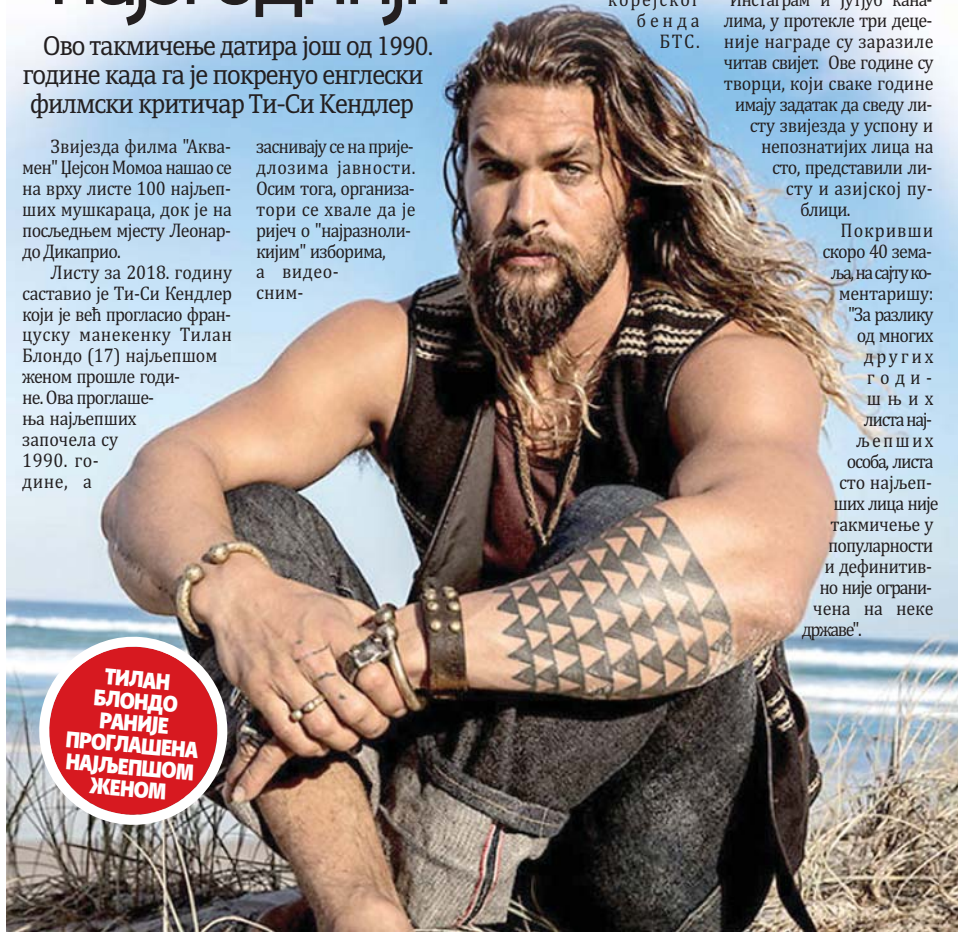 Ово такмичење датира још од 1990.
године када га је покренуо енглески
филмски критичар Ти-Си Кендлер
Звијезда филма "Аква-
мен" Џејсон Момоа нашао се
на врху листе 100 најљеп-
ших мушкараца, док је на
посљедњем мјесту Леонар-
до Дикаприо.
Листу за 2018. годину
саставио је Ти-Си Кендлер
који је већ прогласио фран-
цуску манекенку Тилан
Блондо (17) најљепшом
женом прошле годи-
не. Ова проглаше-
ња најљепших
започела су
1990. го-
дине, а
заснивају се на прије-
длозима јавности.
Осим тога, организа-
тори се хвале да је
ријеч о "најразноли-
кијим" изборима,
а видео-
сним-
корејског
бенда
БТС.
Инстаграм и јутјуб кана-
лима, у протекле три деце-
није награде су заразиле
читав свијет. Ове године су
творци, који сваке године
имају задатак да сведу ли-
сту звијезда у успону и
непознатијих лица на
сто, представили ли-
сту и азијској пу-
блици.
Покривши
скоро 40 зема-
ља, на сајту ко-
ментаришу:
"За разлику
од многих
других
годи-
шњих
листа нај-
љепших
особа, листа
сто најљеп-
ших лица није
такмичење у
популарности
и дефинитив-
но није ограни-
чена на неке
државе".
ТИЛАН
БЛОНДО
РАНИЈЕ
ПРОГЛАШЕНА
НАЈЉЕПШОМ
ЖЕНОМ